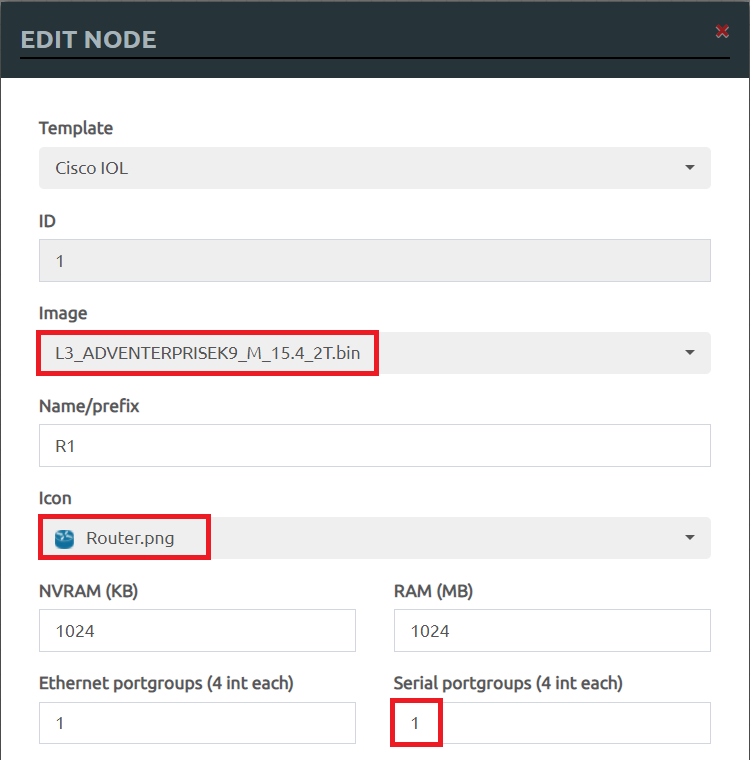 EDIT NODE
Template
Cisco IOL
ID
1
Image
L3_ADVENTERPRISEK9_M_15.4_2T.bin
Name/prefix
R1
Icon
Router.png
NVRAM (KB) RAM (MB)
1024 1024
Ethernet portgroups (4 int each) Serial portgroups (4 int each)
1 1